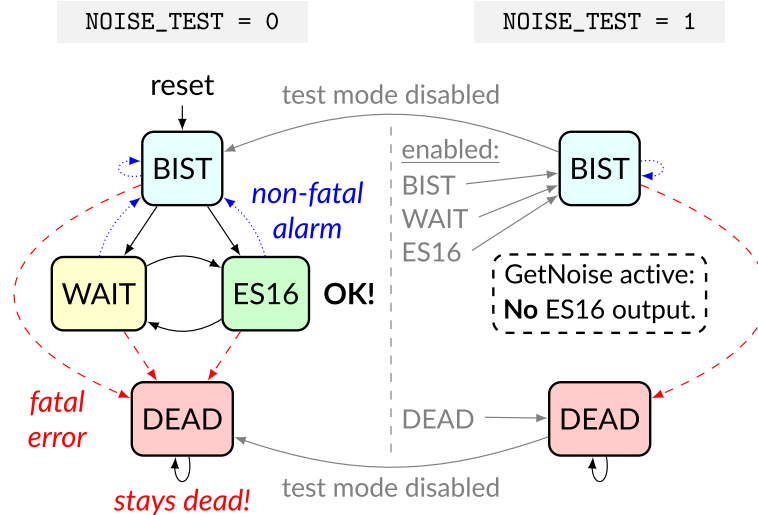 NOISE_TEST = 0
NOISE_TEST = 1
reset
test mode disabled
BIST
non-fatal
alarm
WAIT
ES16
OK!
fatal
error
DEAD
stays dead!
enabled:
BIST
WAIT
ES16
BIST
GetNoise active:
No ES16 output.
DEAD
DEAD
test mode disabled